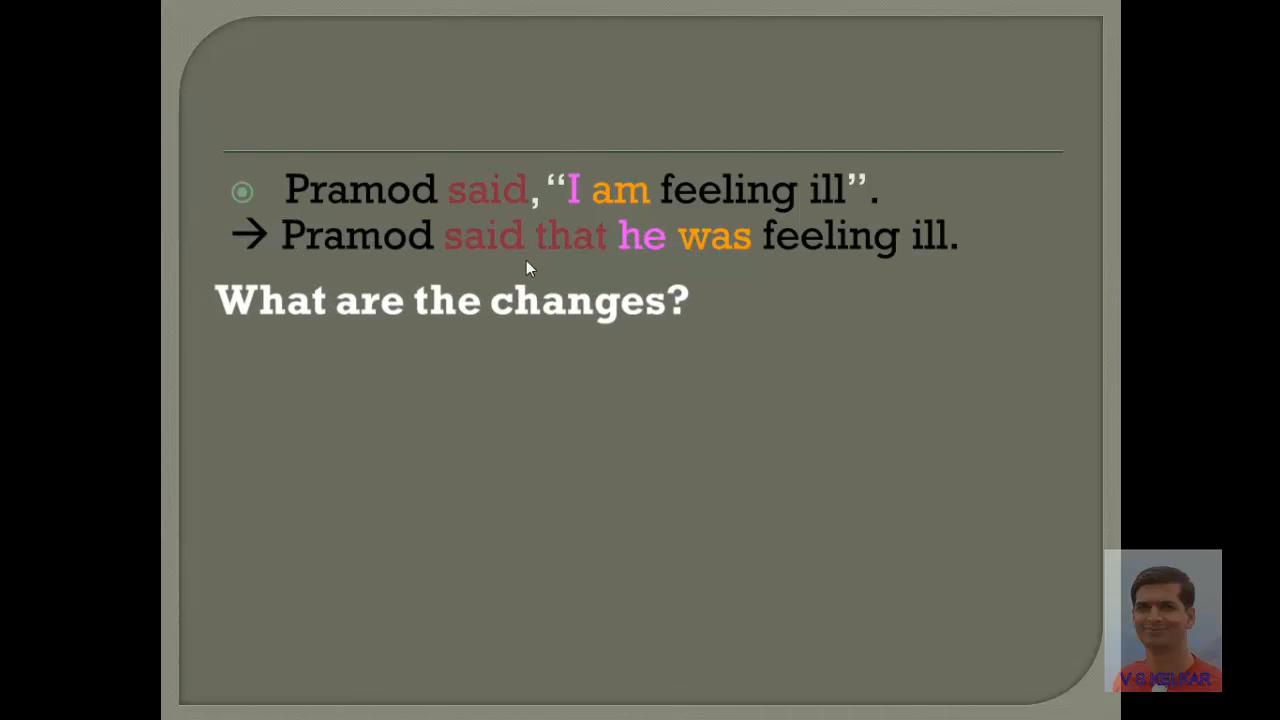 Pramod said, “I am feeling ill”.
→ Pramod said that he was feeling ill.
What are the changes?
V S KELKAR